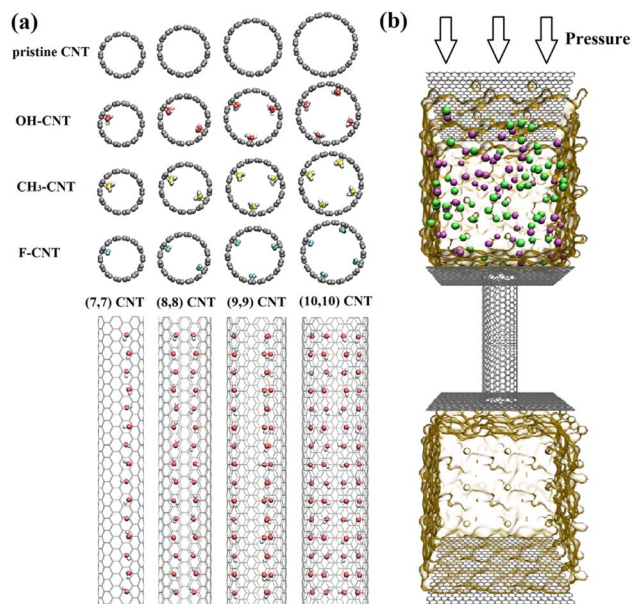 (a)
pristine CNT
OH-CNT
CH₃-CNT
F-CNT
(7,7) CNT (8,8) CNT (9,9) CNT (10,10) CNT
(b)
Pressure